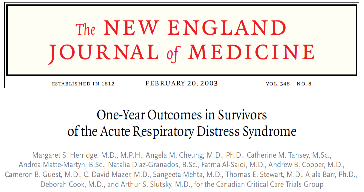 The NEW ENGLAND
JOURNAL of MEDICINE
ESTABLISHED IN 1812 FEBRUARY 20, 2003 VOL. 348 NO. 8
One-Year Outcomes in Survivors
of the Acute Respiratory Distress Syndrome
Margaret S. Herridge, M.D., M.P.H., Angela M. Cheung, M.D., Ph.D., Catherine M. Tansey, M.Sc.,
Andrea Matte-Martyn, B.Sc., Natalia Diaz-Granados, B.Sc., Fatma Al-Saidi, M.D., Andrew B. Cooper, M.D.,
Cameron B. Guest, M.D., C. David Mazer, M.D., Sangeeta Mehta, M.D., Thomas E. Stewart, M.D., Aiala Barr, Ph.D.,
Deborah Cook, M.D., and Arthur S. Slutsky, M.D., for the Canadian Critical Care Trials Group